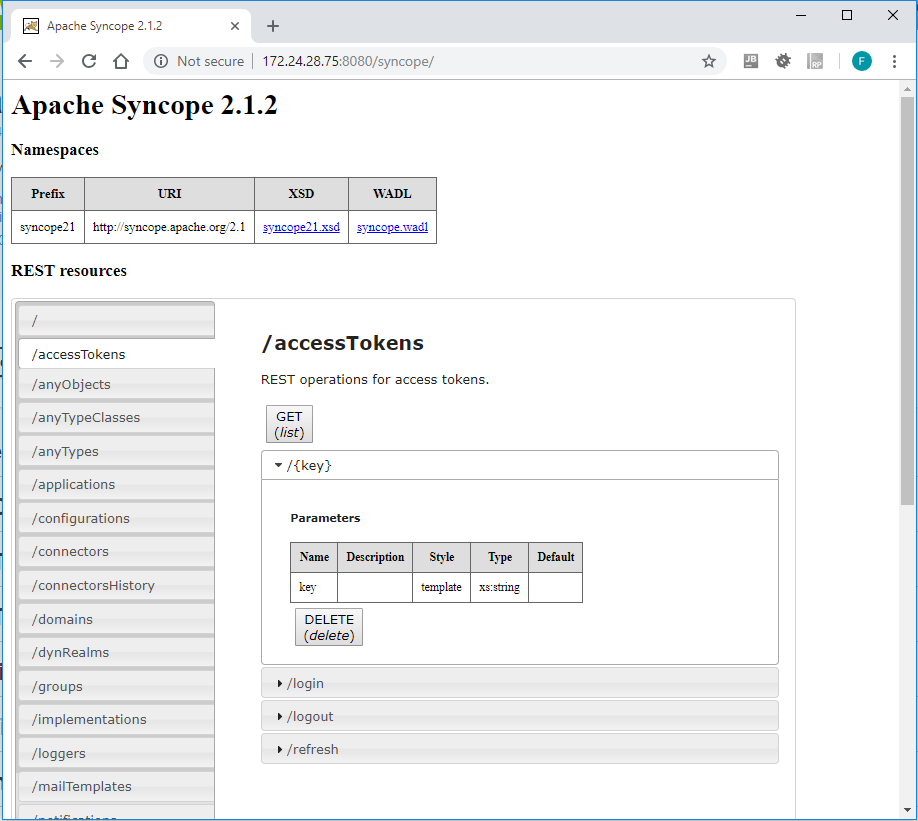 Apache Syncope 2.1.2
Not secure
172.24.28.75:8080/syncope/
JB
RP
F
Apache Syncope 2.1.2
Namespaces
Prefix URI XSD WADL
syncope21 http://syncope.apache.org/2.1 syncope21.xsd syncope.wadl
REST resources
/
/accessTokens
/anyObjects
/anyTypeClasses
/anyTypes
/applications
/configurations
/connectors
/connectorsHistory
/domains
/dynRealms
/groups
/implementations
/loggers
/mailTemplates
/notifications
/accessTokens
REST operations for access tokens.
GET
(list)
/{key}
Parameters
Name Description Style Type Default
key template xs:string
DELETE
(delete)
/login
/logout
/refresh